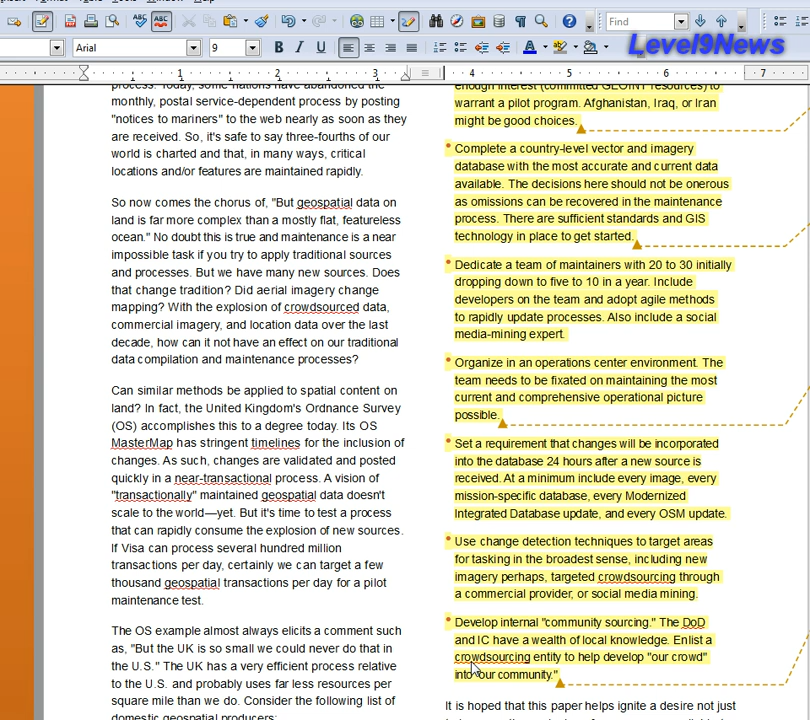 Arial
9
Find
Level9News
1
2
3
4
5
6
7
process. Today, some nations have abandoned the
monthly, postal service-dependent process by posting
"notices to mariners" to the web nearly as soon as they
are received. So, it's safe to say three-fourths of our
world is charted and that, in many ways, critical
locations and/or features are maintained rapidly.
So now comes the chorus of, "But geospatial data on
land is far more complex than a mostly flat, featureless
ocean." No doubt this is true and maintenance is a near
impossible task if you try to apply traditional sources
and processes. But we have many new sources. Does
that change tradition? Did aerial imagery change
mapping? With the explosion of crowdsourced data,
commercial imagery, and location data over the last
decade, how can it not have an effect on our traditional
data compilation and maintenance processes?
Can similar methods be applied to spatial content on
land? In fact, the United Kingdom's Ordnance Survey
(OS) accomplishes this to a degree today. Its OS
MasterMap has stringent timelines for the inclusion of
changes. As such, changes are validated and posted
quickly in a near-transactional process. A vision of
"transactionally" maintained geospatial data doesn't
scale to the world—yet. But it's time to test a process
that can rapidly consume the explosion of new sources.
If Visa can process several hundred million
transactions per day, certainly we can target a few
thousand geospatial transactions per day for a pilot
maintenance test.
The OS example almost always elicits a comment such
as, "But the UK is so small we could never do that in
the U.S." The UK has a very efficient process relative
to the U.S. and probably uses far less resources per
square mile than we do. Consider the following list of
domestic geospatial producers:
enough interest (committed GEOINT resources) to
warrant a pilot program. Afghanistan, Iraq, or Iran
might be good choices.
• Complete a country-level vector and imagery
database with the most accurate and current data
available. The decisions here should not be onerous
as omissions can be recovered in the maintenance
process. There are sufficient standards and GIS
technology in place to get started.
• Dedicate a team of maintainers with 20 to 30 initially
dropping down to five to 10 in a year. Include
developers on the team and adopt agile methods
to rapidly update processes. Also include a social
media-mining expert.
• Organize in an operations center environment. The
team needs to be fixated on maintaining the most
current and comprehensive operational picture
possible.
• Set a requirement that changes will be incorporated
into the database 24 hours after a new source is
received. At a minimum include every image, every
mission-specific database, every Modernized
Integrated Database update, and every OSM update.
• Use change detection techniques to target areas
for tasking in the broadest sense, including new
imagery perhaps, targeted crowdsourcing through
a commercial provider, or social media mining.
• Develop internal "community sourcing." The DoD
and IC have a wealth of local knowledge. Enlist a
crowdsourcing entity to help develop "our crowd"
into our community."
It is hoped that this paper helps ignite a desire not just